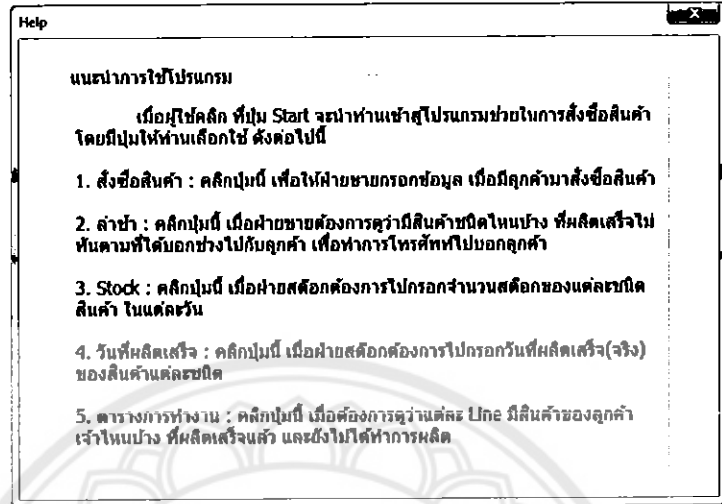 Help
แนะนำการใช้โปรแกรม
เมื่อผู้ใช้คลิก ที่ปุ่ม Start จะนำท่านเข้าสู่โปรแกรมช่วยในการสั่งซื้อสินค้า
โดยมีปุ่มให้ท่านเลือกใช้ ดังต่อไปนี้
1. สั่งซื้อสินค้า : คลิกปุ่มนี้ เพื่อให้ฝ่ายขายกรอกข้อมูล เมื่อมีลูกค้ามาสั่งซื้อสินค้า
2. ล่าช้า : คลิกปุ่มนี้ เมื่อฝ่ายขายต้องการดูว่ามีสินค้าชนิดไหนบ้าง ที่ผลิตเสร็จไม่
ทันตามที่ได้บอกช่วงไปกับลูกค้า เพื่อทำการโทรศัพท์ไปบอกลูกค้า
3. Stock : คลิกปุ่มนี้ เมื่อฝ่ายสต๊อกต้องการไปกรอกจำนวนสต๊อกของแต่ละชนิด
สินค้า ในแต่ละวัน
4. วันที่ผลิตเสร็จ : คลิกปุ่มนี้ เมื่อฝ่ายสต๊อกต้องการไปกรอกวันที่ผลิตเสร็จ(จริง)
ของสินค้าแต่ละชนิด
5. ตารางการทำงาน : คลิกปุ่มนี้ เมื่อต้องการดูว่าแต่ละ Line มีสินค้าของลูกค้า
เจ้าไหนบ้าง ที่ผลิตเสร็จแล้ว และยังไม่ได้ทำการผลิต